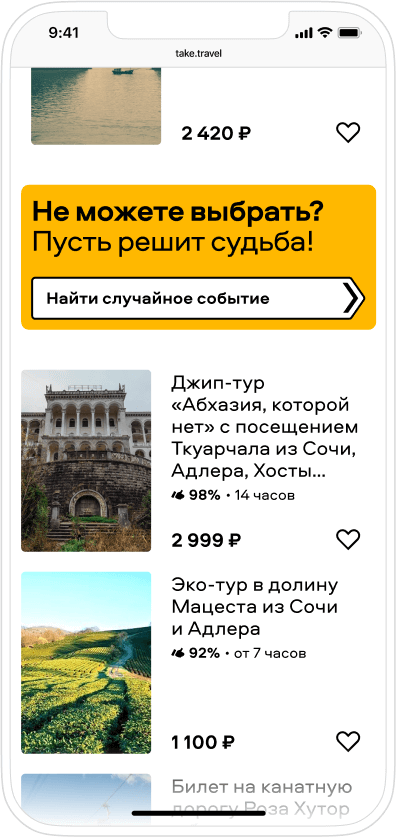 9:41
take.travel
2 420 ₽
Не можете выбрать?
Пусть решит судьба!
Найти случайное событие
Джип-тур
«Абхазия, которой
нет» с посещением
Ткуарчала из Сочи,
Адлера, Хосты...
98% • 14 часов
2 999 ₽
Эко-тур в долину
Мацеста из Сочи
и Адлера
92% • от 7 часов
1 100 ₽
Билет на канатную
дорогу Роза Хутор